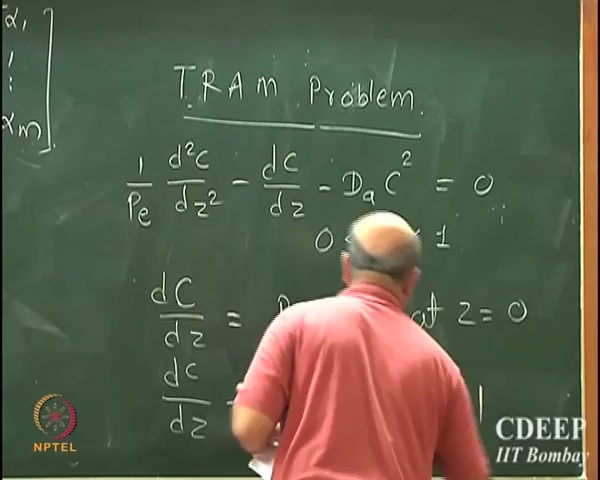 α,
,
:
αm]
TRAM Problem.
1/Pe d²C/dz² - dC/dz - Da C² = 0
0 < 1
dC/dz = at z = 0
dC/dz 1
NPTEL
CDEEP
IIT Bombay